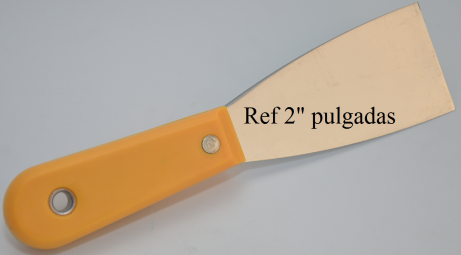 Ref 2" pulgadas